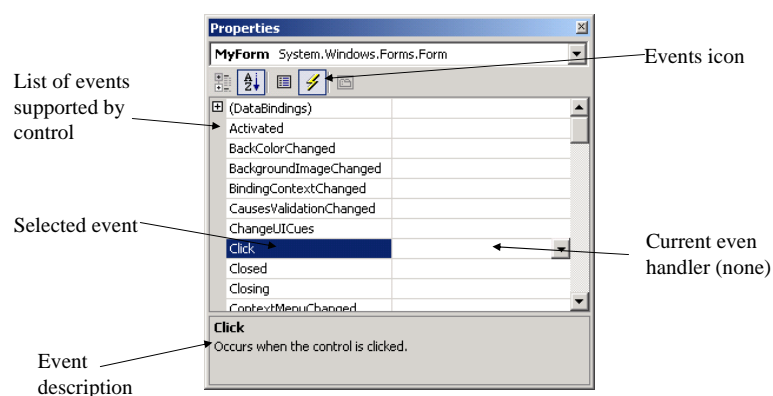 Properties
MyForm System.Windows.Forms.Form
Events icon
A
Z
List of events
supported by
control
(DataBindings)
Activated
BackColorChanged
BackgroundImageChanged
BindingContextChanged
CausesValidationChanged
ChangeUICues
Selected event
Click
Current even
handler (none)
Closed
Closing
ContextMenuChanged
Click
Occurs when the control is clicked.
Event
description